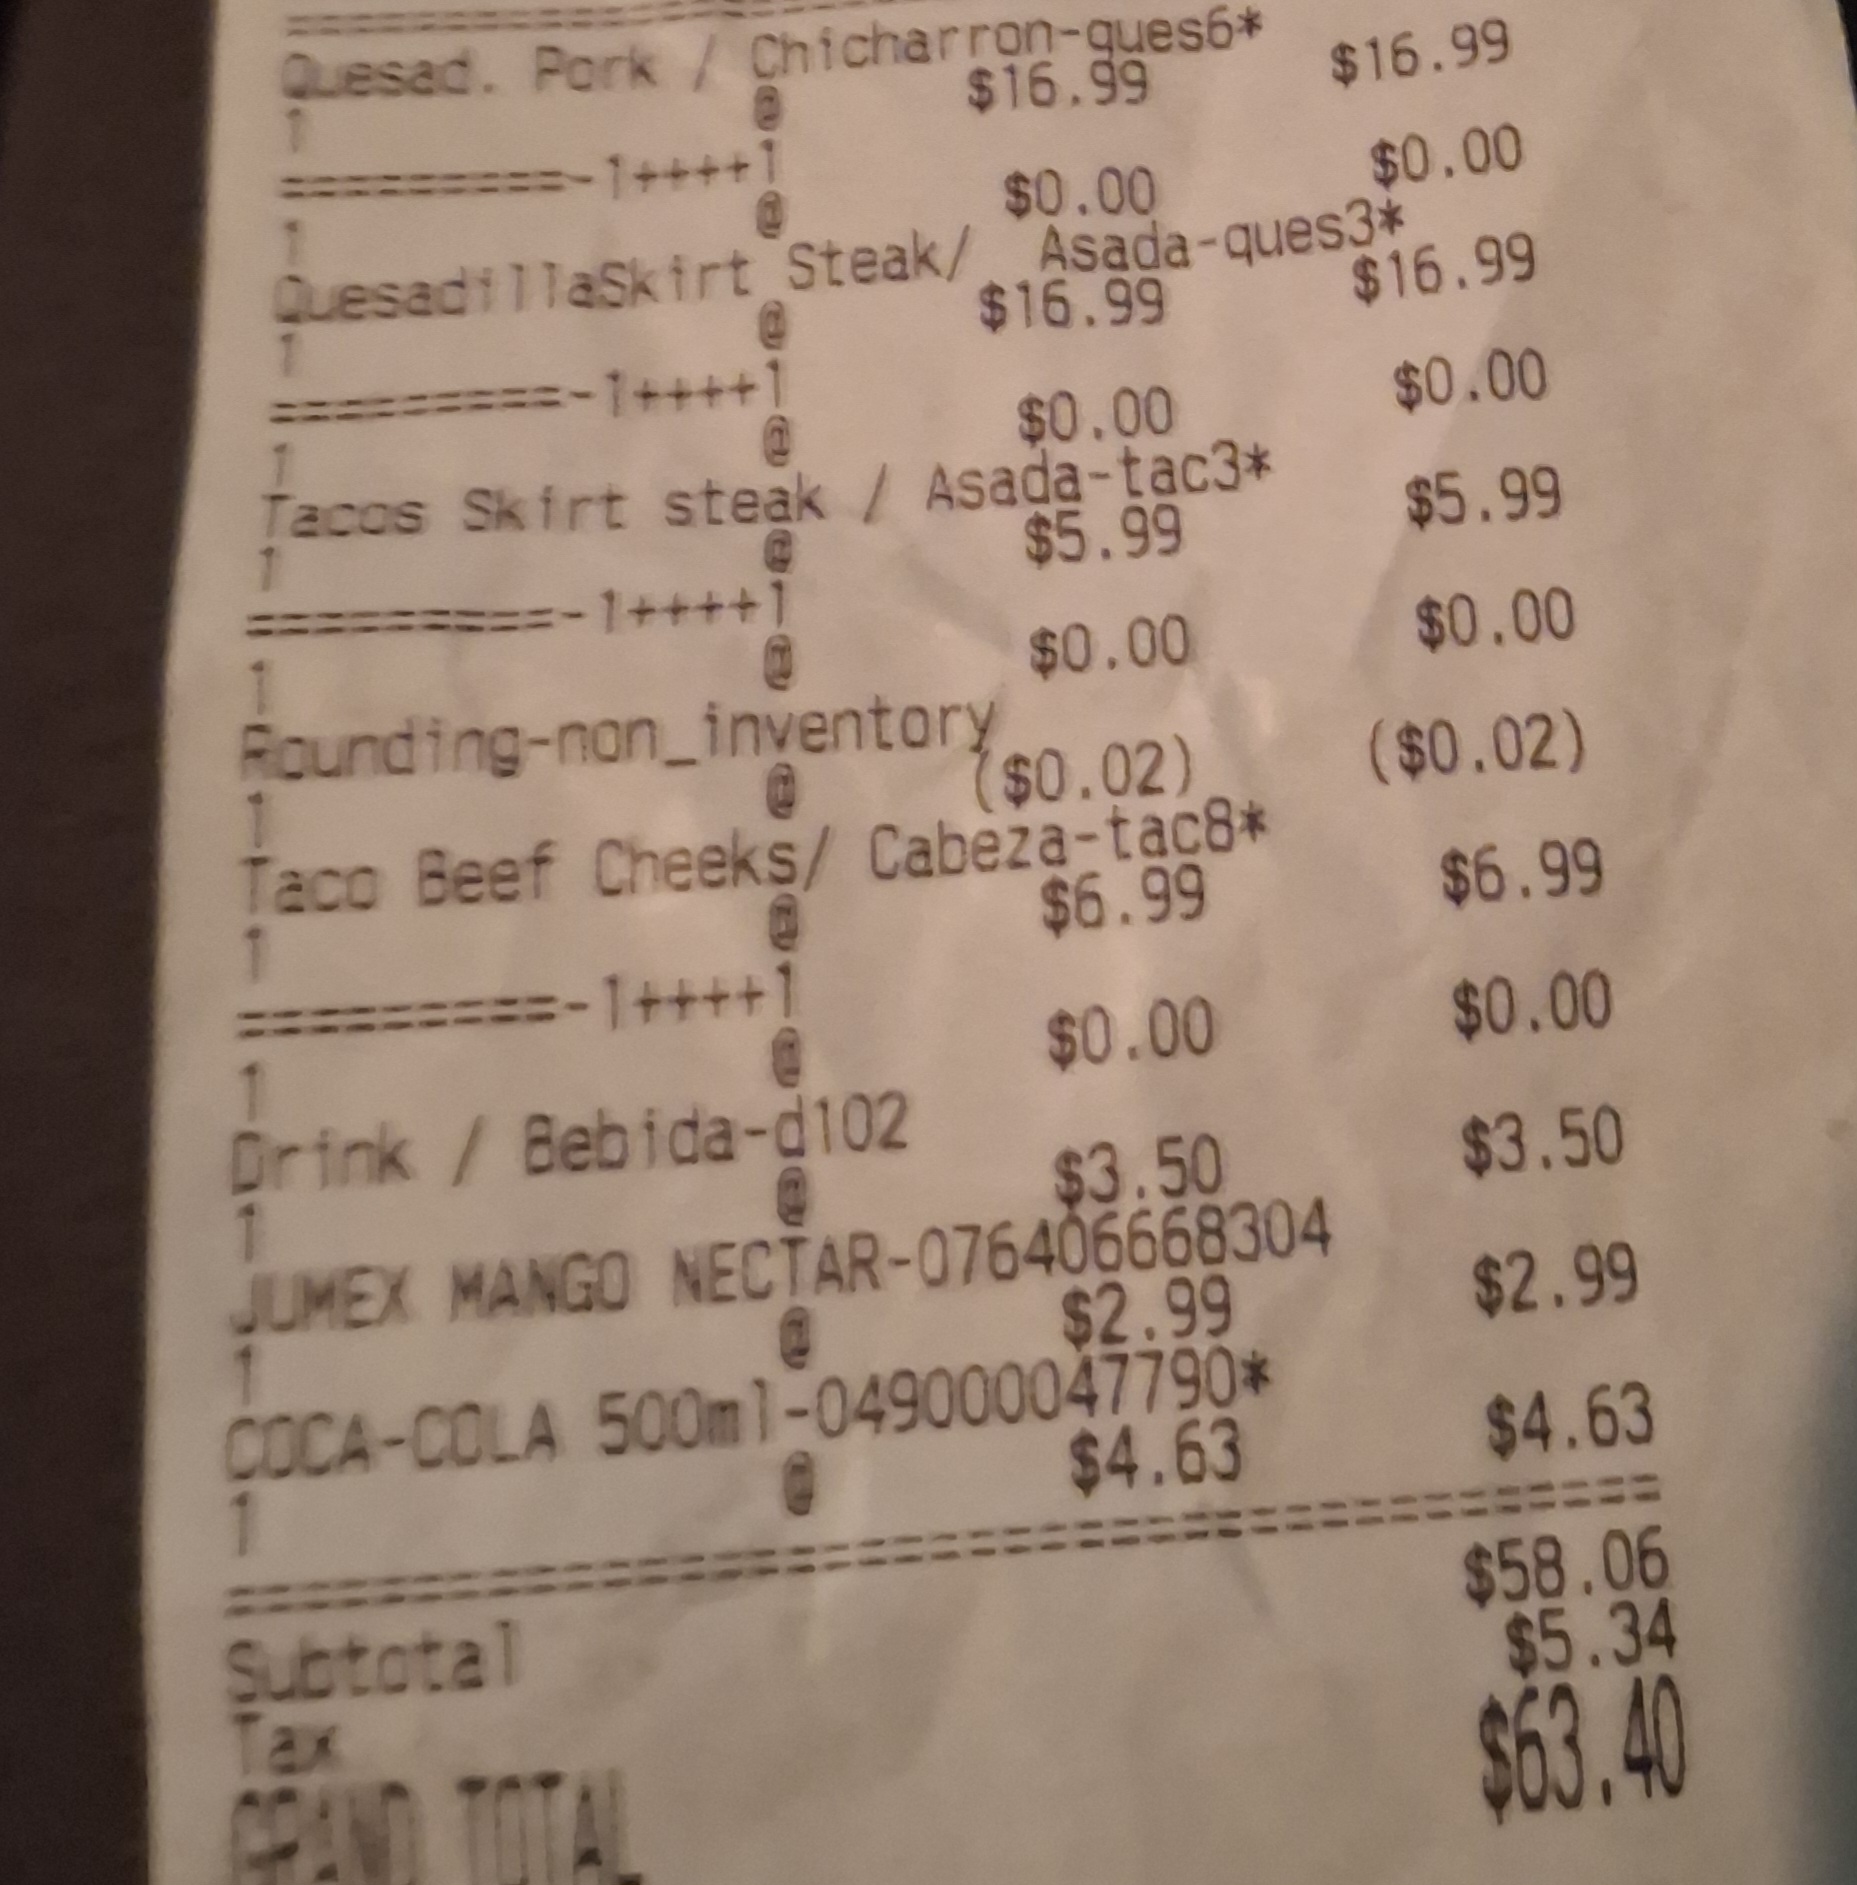 Quesad. Pork / Chicharron-ques6*
1 @ $16.99 $16.99
=========-1++++1
1 @ $0.00 $0.00
QuesadillaSkirt Steak/ Asada-ques3*
1 @ $16.99 $16.99
=========-1++++1
1 @ $0.00 $0.00
Tacos Skirt steak / Asada-tac3*
1 @ $5.99 $5.99
=========-1++++1
1 @ $0.00 $0.00
Rounding-non_inventory
1 @ ($0.02) ($0.02)
Taco Beef Cheeks/ Cabeza-tac8*
1 @ $6.99 $6.99
=========-1++++1
1 @ $0.00 $0.00
Drink / Bebida-d102
1 @ $3.50 $3.50
JUMEX MANGO NECTAR-076406668304
1 @ $2.99 $2.99
COCA-COLA 500ml-049000047790*
1 @ $4.63 $4.63
Subtotal $58.06
Tax $5.34
GRAND TOTAL $63.40